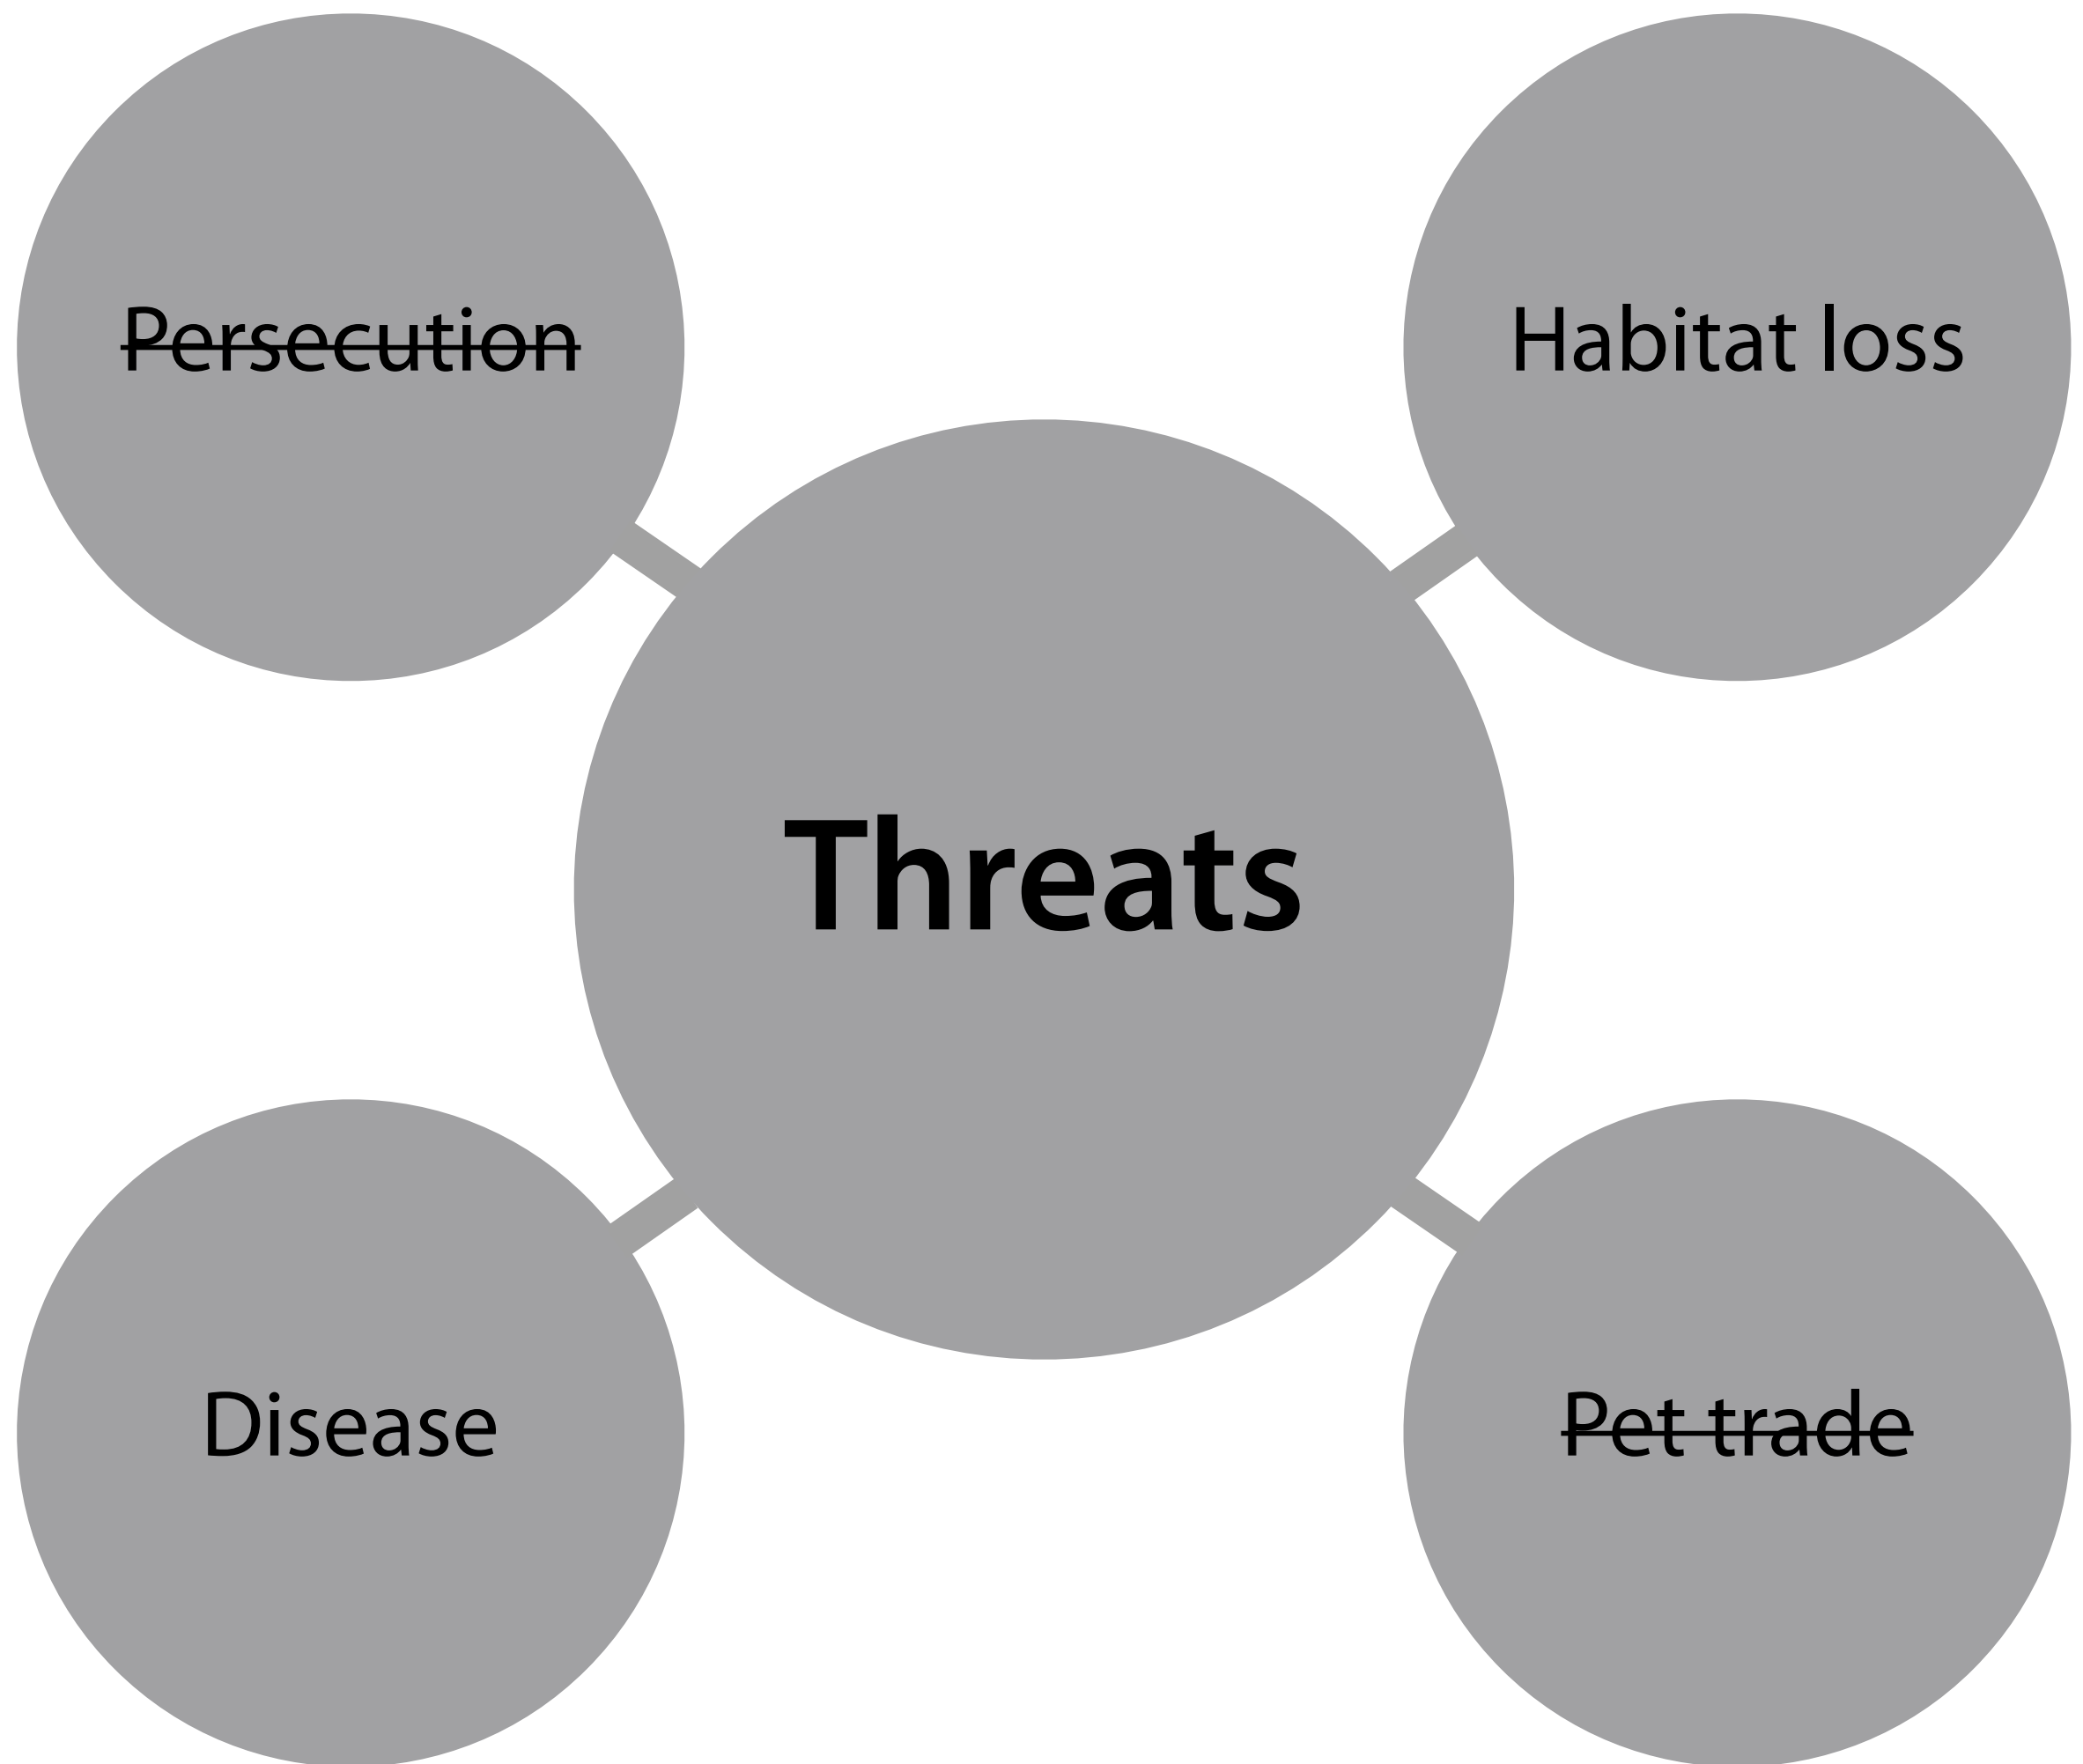 Persecution
Habitat loss
Threats
Disease
Pet trade